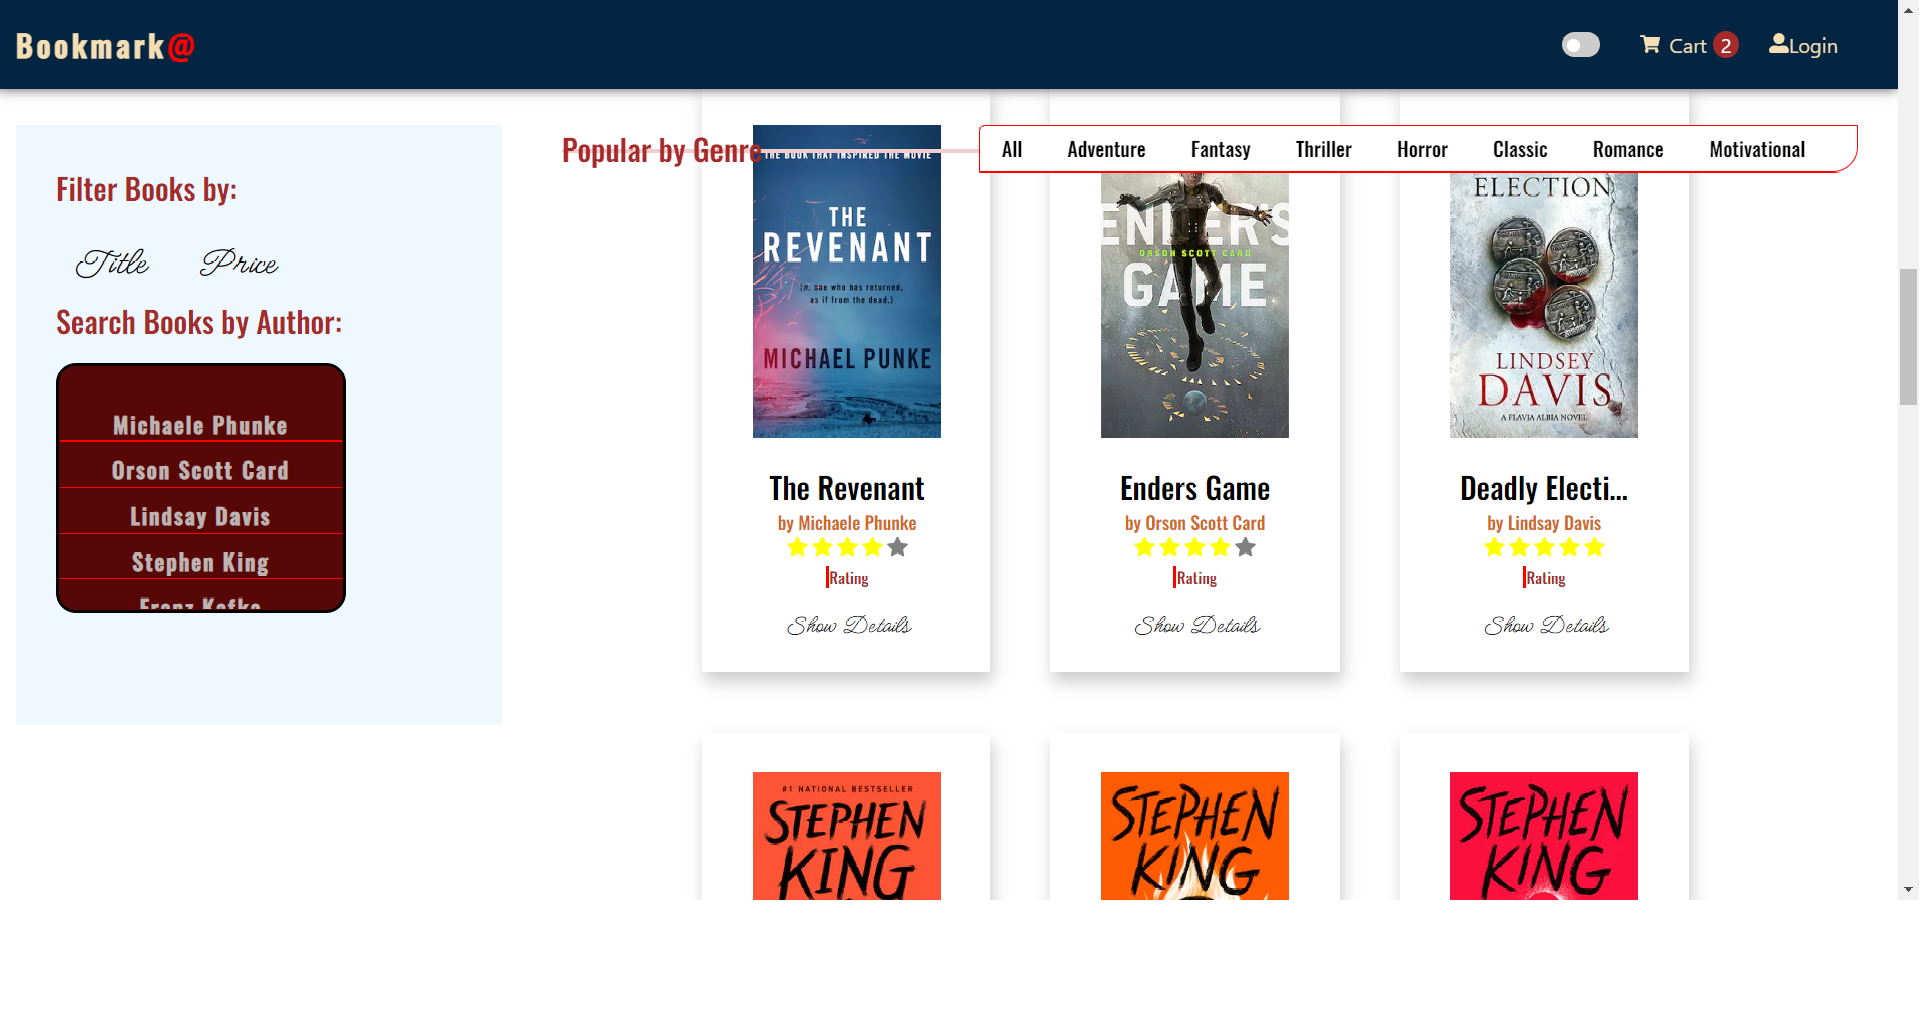 Bookmark@
Cart 2
Login
Popular by Genre
All Adventure Fantasy Thriller Horror Classic Romance Motivational
Filter Books by:
Title Price
Search Books by Author:
Michaele Phunke
Orson Scott Card
Lindsay Davis
Stephen King
Franz Kafka
THE BOOK THAT INSPIRED THE MOVIE
THE
REVENANT
as if from the dead.)
MICHAEL PUNKE
ENDER'S
ORSON SCOTT CARD
GAME
ELECTION
LINDSEY
DAVIS
A FLAVIA ALBIA NOVEL
The Revenant
by Michaele Phunke
Rating
Show Details
Enders Game
by Orson Scott Card
Rating
Show Details
Deadly Electi...
by Lindsay Davis
Rating
Show Details
#1 NATIONAL BESTSELLER
STEPHEN
KING
STEPHEN
KING
STEPHEN
KING